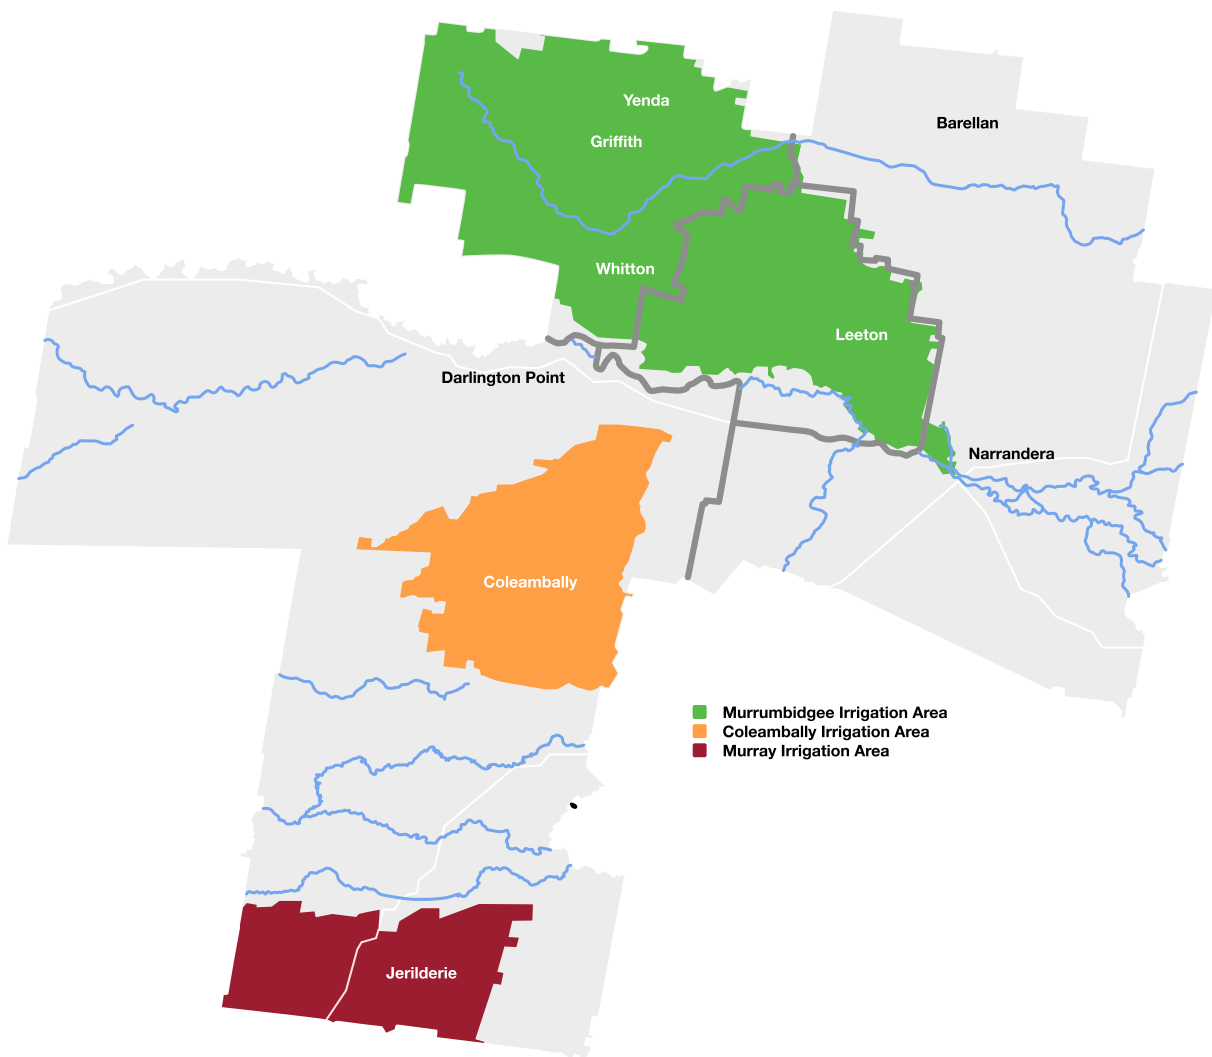 Yenda
Barellan
Griffith
Whitton
Leeton
Darlington Point
Narrandera
Coleambally
Murrumbidgee Irrigation Area
Coleambally Irrigation Area
Murray Irrigation Area
Jerilderie